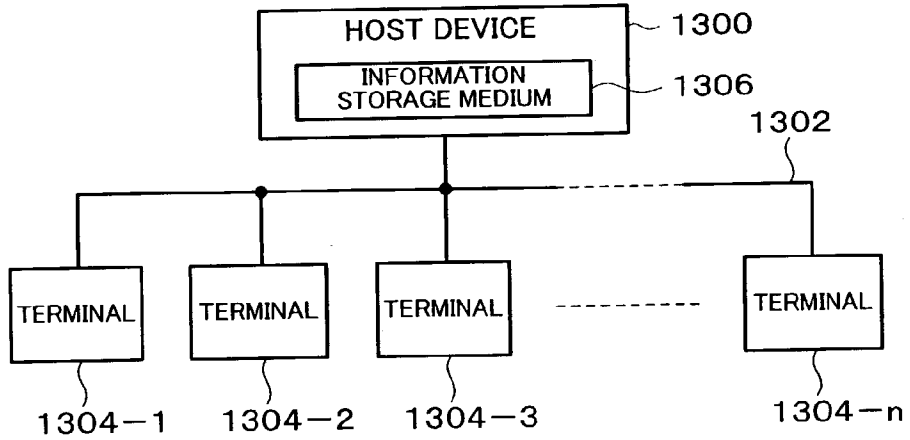 HOST DEVICE
1300
INFORMATION
STORAGE MEDIUM
1306
1302
TERMINAL
TERMINAL
TERMINAL
TERMINAL
1304-1
1304-2
1304-3
1304-n